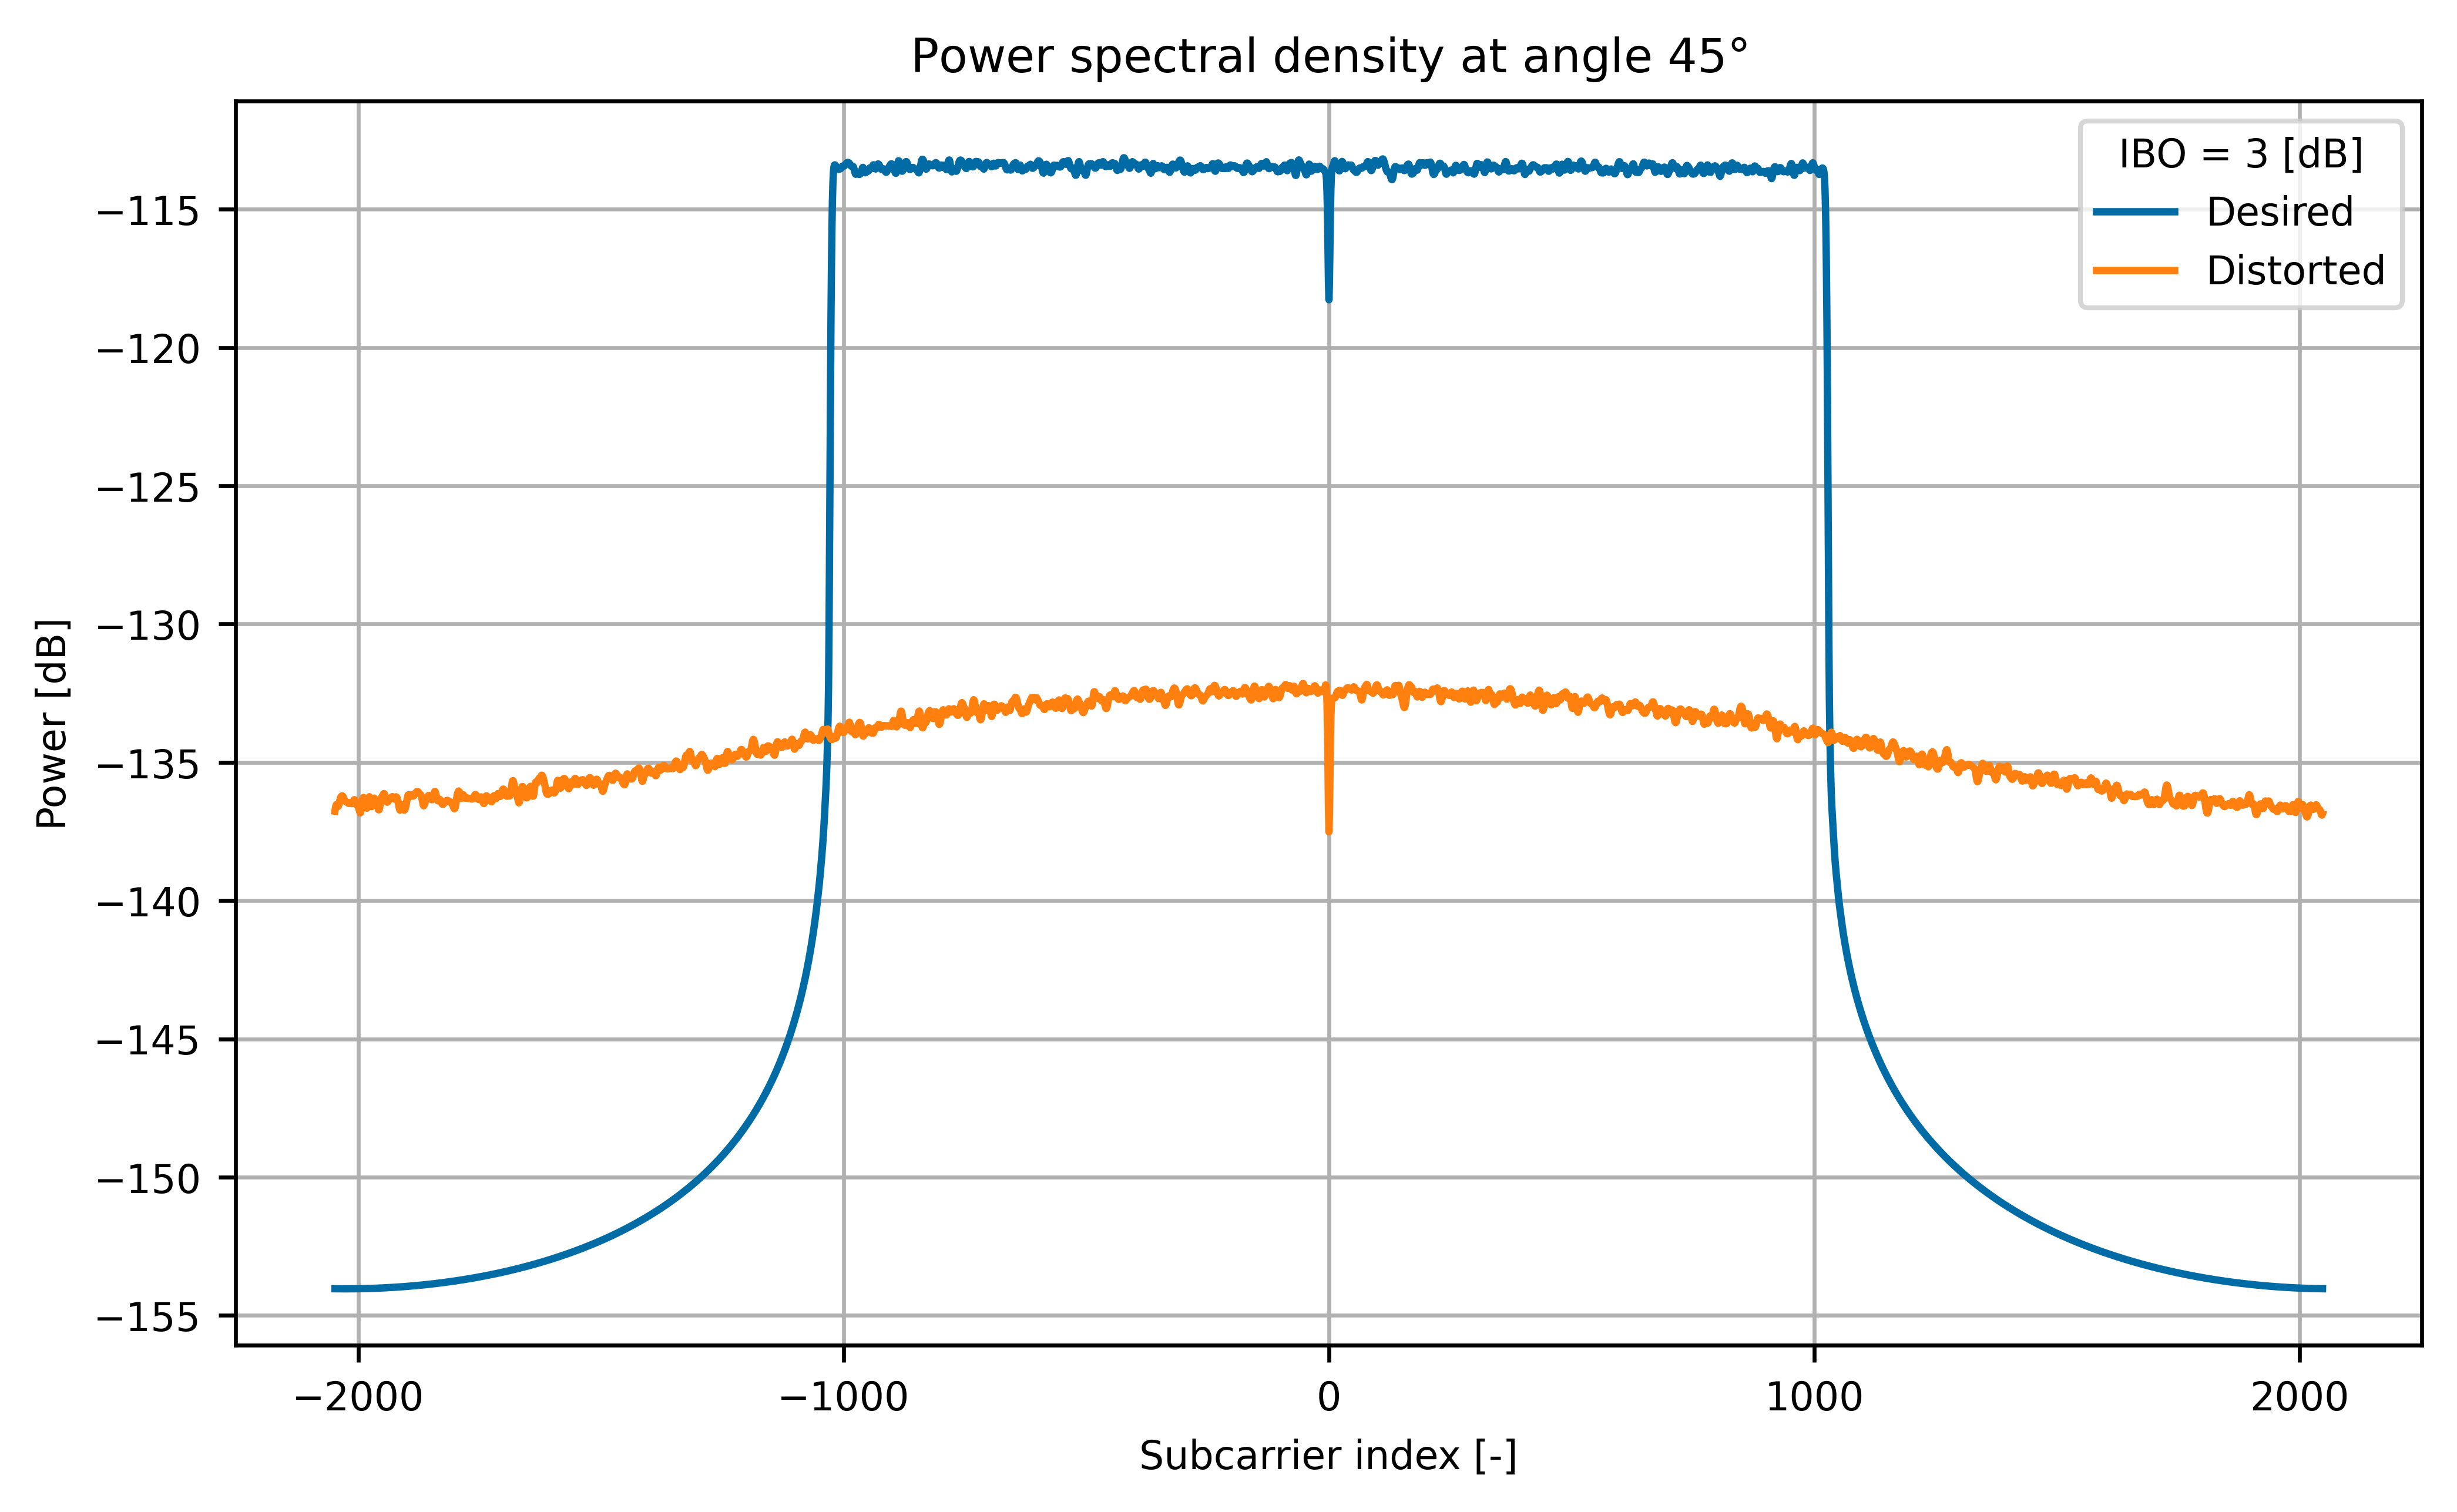 Power spectral density at angle 45°
IBO = 3 [dB]
Desired
Distorted
Power [dB]
−115
−120
−125
−130
−135
−140
−145
−150
−155
−2000
−1000
0
1000
2000
Subcarrier index [-]